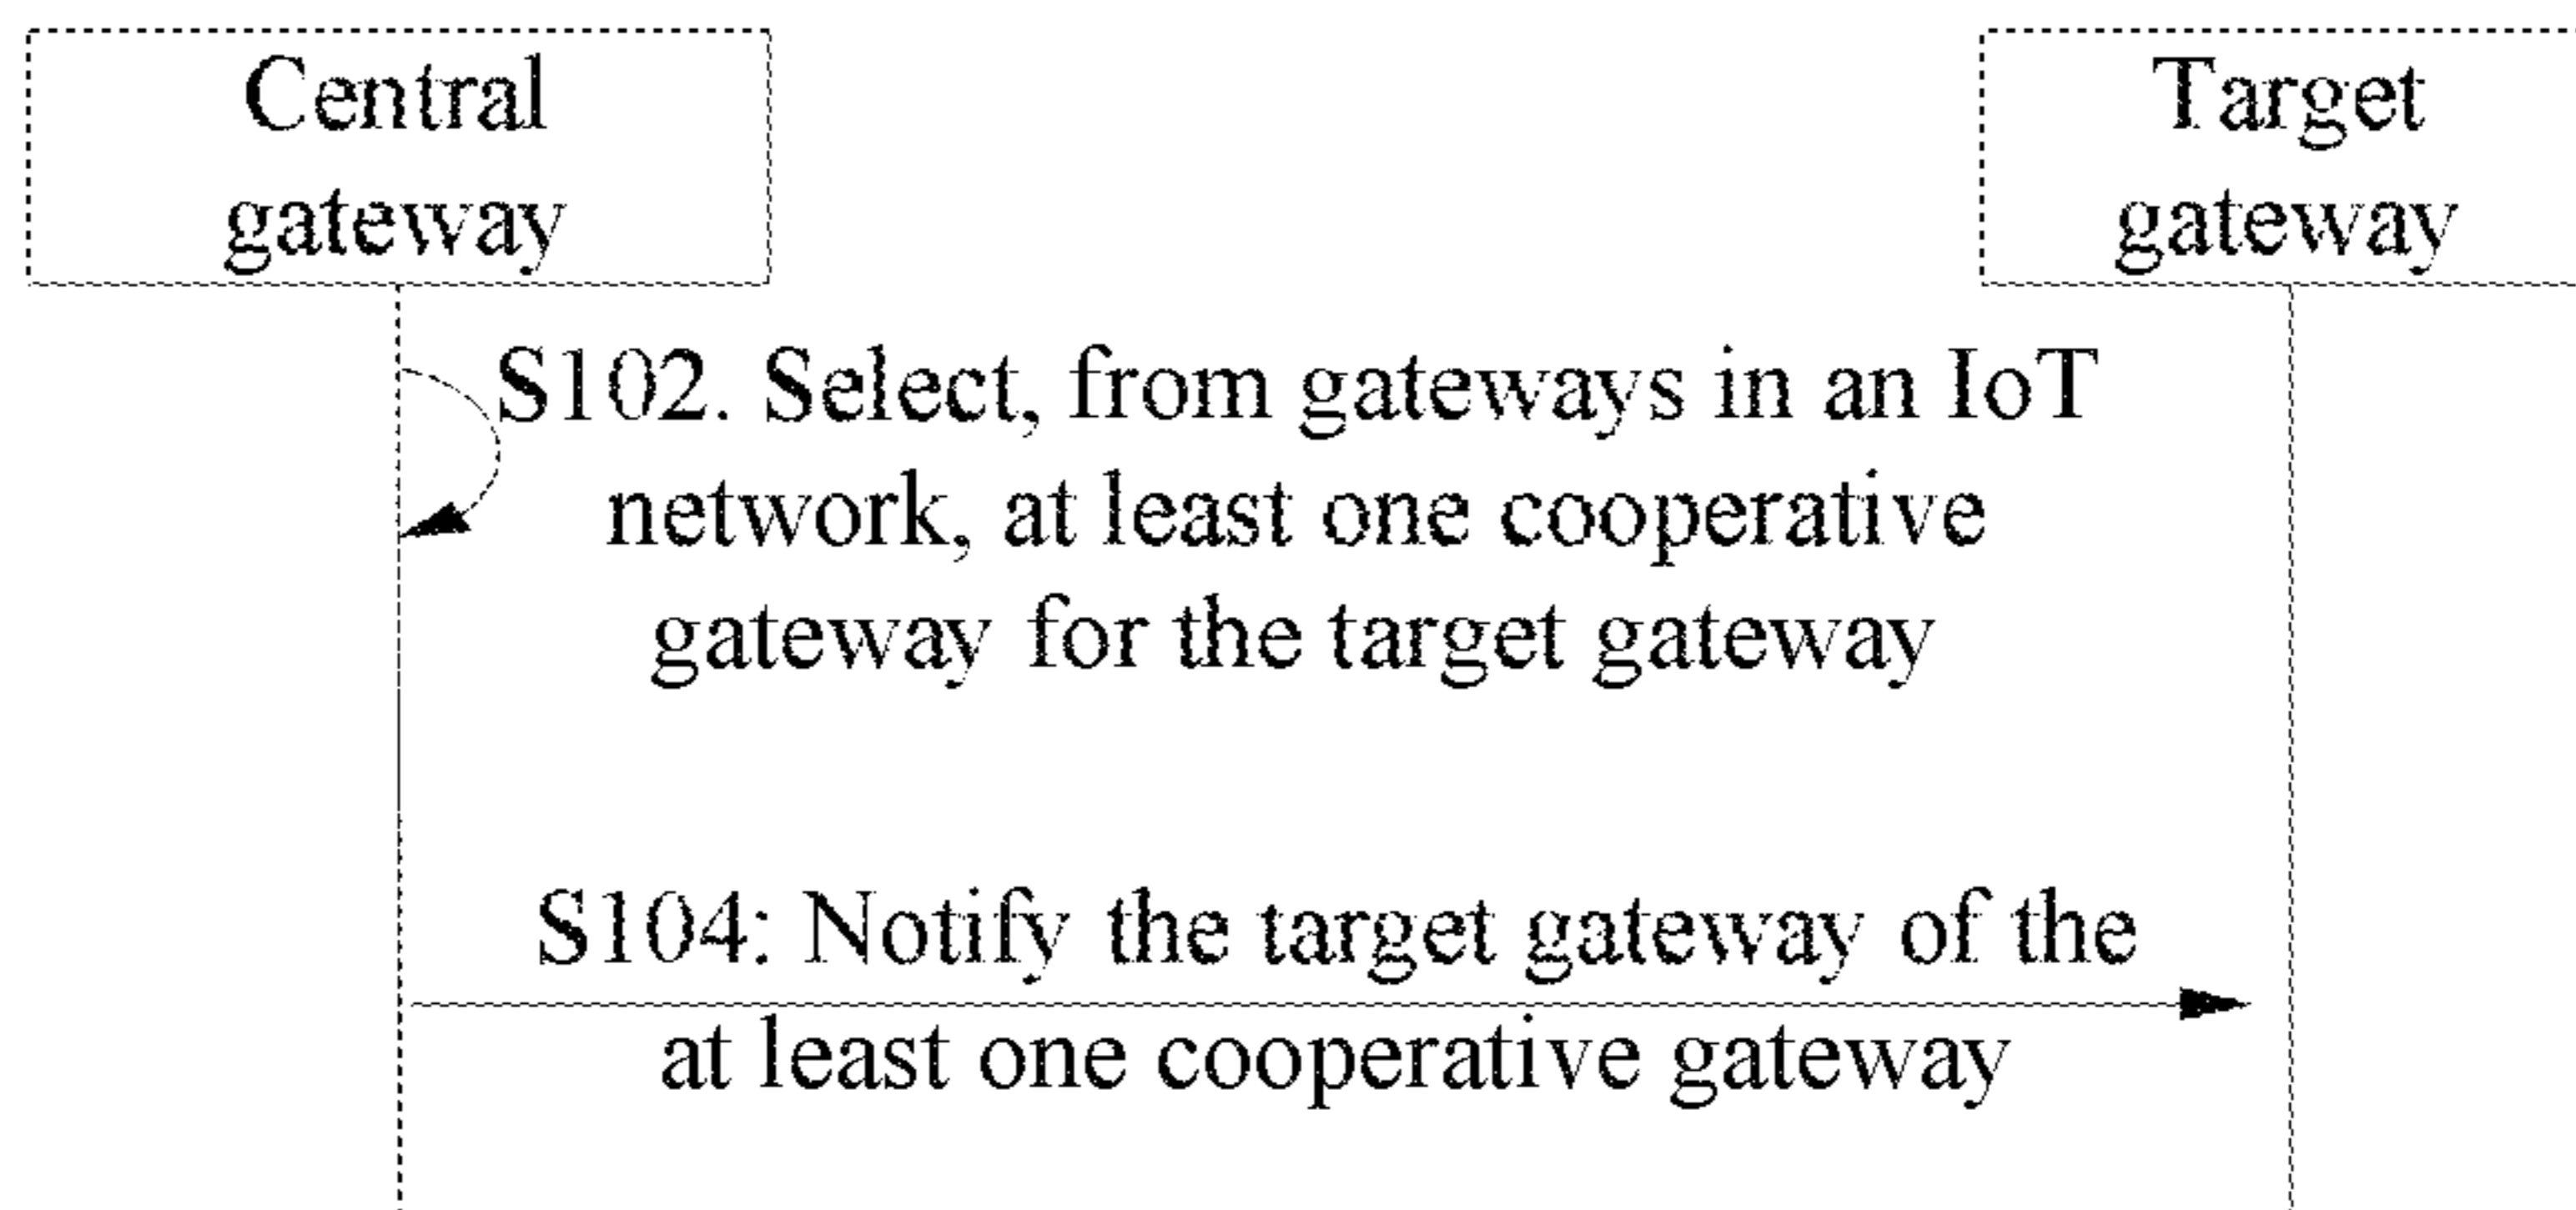 Central
gateway
Target
gateway
S102. Select, from gateways in an IoT
network, at least one cooperative
gateway for the target gateway
S104: Notify the target gateway of the
at least one cooperative gateway